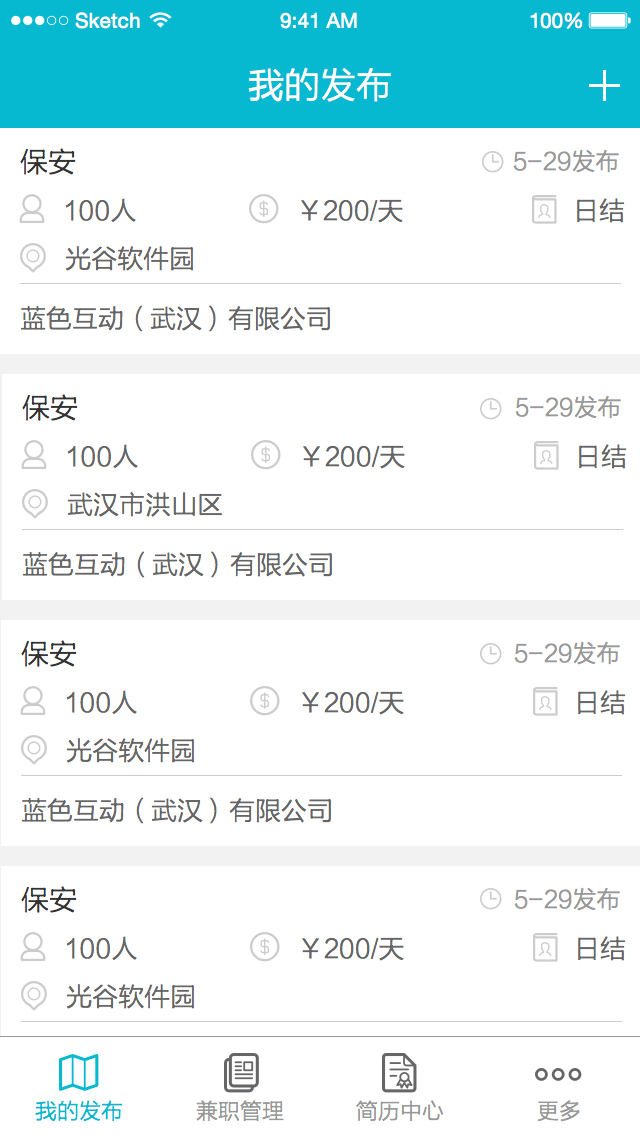 Sketch 9:41 AM 100%
我的发布
保安 5-29发布
100人 ￥200/天 日结
光谷软件园
蓝色互动（武汉）有限公司
保安 5-29发布
100人 ￥200/天 日结
武汉市洪山区
蓝色互动（武汉）有限公司
保安 5-29发布
100人 ￥200/天 日结
光谷软件园
蓝色互动（武汉）有限公司
保安 5-29发布
100人 ￥200/天 日结
光谷软件园
我的发布 兼职管理 简历中心 更多